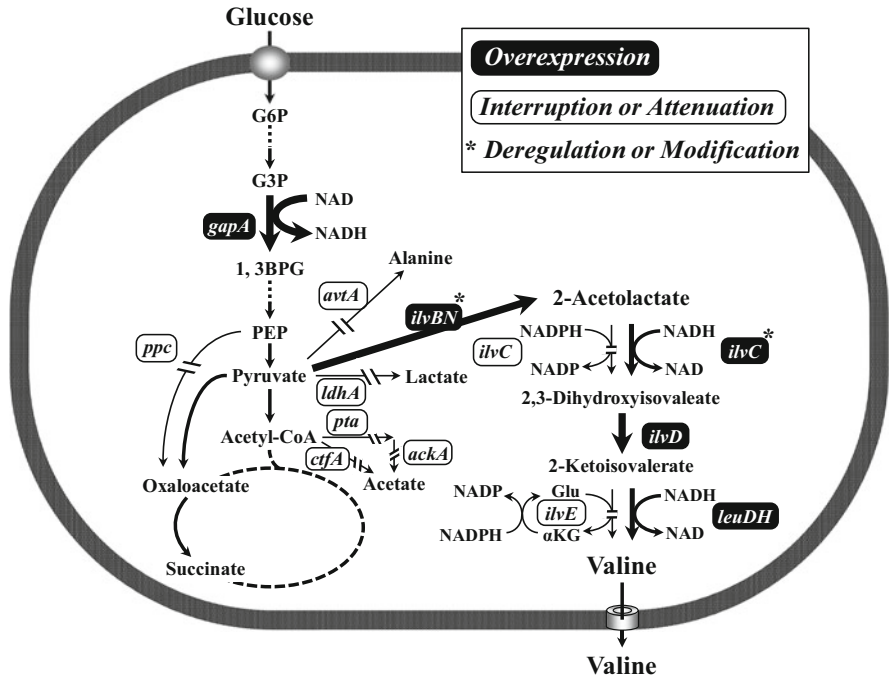 Glucose
Overexpression
Interruption or Attenuation
* Deregulation or Modification
G6P
G3P
NAD
gapA
NADH
1, 3BPG
Alanine
avtA
ilvBN*
2-Acetolactate
PEP
ppc
NADPH
NADH
ilvC
ilvC*
NADP
NAD
Pyruvate
Lactate
ldhA
2,3-Dihydroxyisovaleate
pta
Acetyl-CoA
ilvD
ctfA
ackA
2-Ketoisovalerate
Oxaloacetate
Acetate
NADP
Glu
NADH
ilvE
leuDH
NADPH
αKG
NAD
Succinate
Valine
Valine